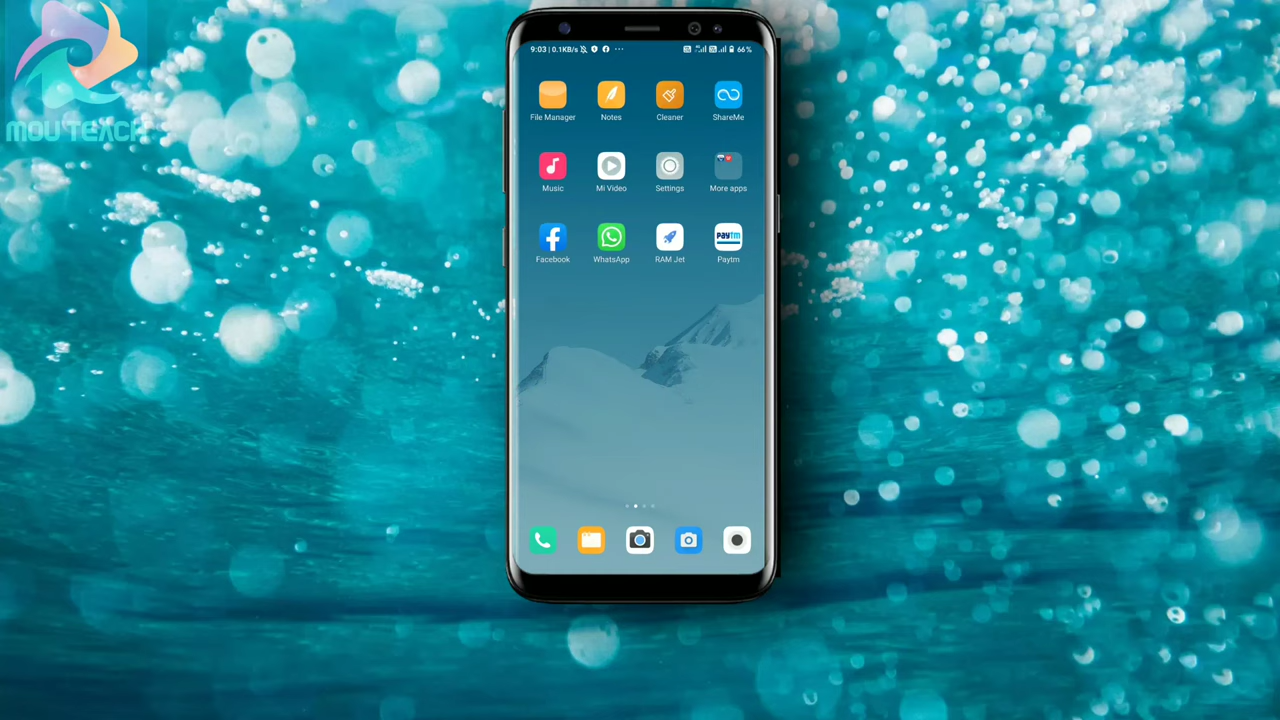 MOU TEACH
9:03 | 0.1KB/s ... 66%
File Manager Notes Cleaner ShareMe
Music Mi Video Settings More apps
Facebook WhatsApp RAM Jet Paytm